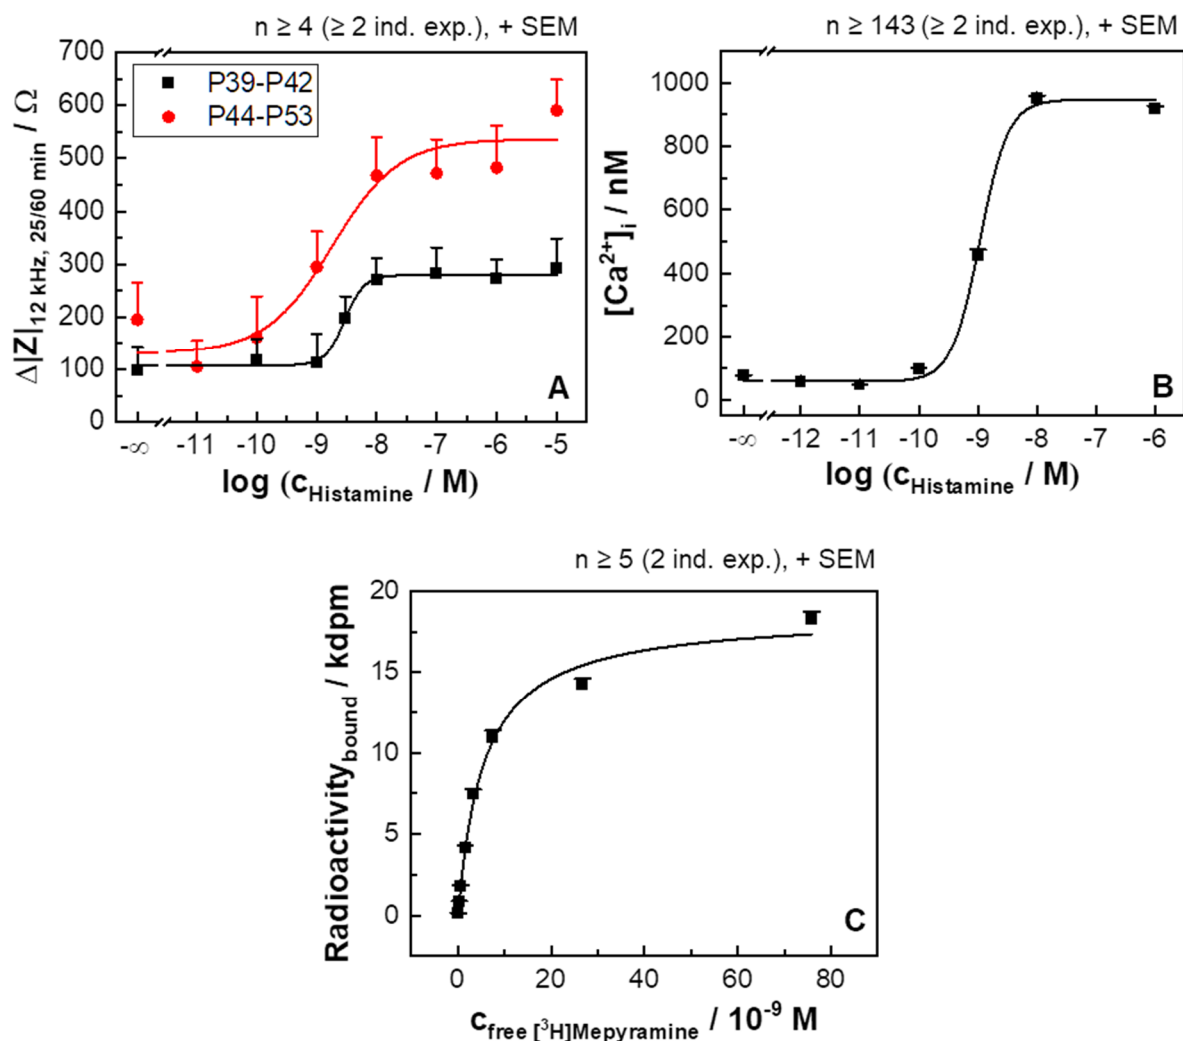 n ≥ 4 (≥ 2 ind. exp.), + SEM
Δ|Z|12 kHz, 25/60 min / Ω
700
600
500
400
300
200
100
0
P39-P42
P44-P53
A
-∞ -11 -10 -9 -8 -7 -6 -5
log (cHistamine / M)
n ≥ 143 (≥ 2 ind. exp.), + SEM
[Ca2+]i / nM
1000
800
600
400
200
0
B
-∞ -12 -11 -10 -9 -8 -7 -6
log (cHistamine / M)
n ≥ 5 (2 ind. exp.), + SEM
Radioactivitybound / kdpm
20
15
10
5
0
C
0 20 40 60 80
cfree [3H]Mepyramine / 10-9 M